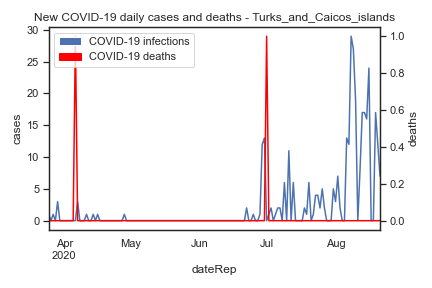 New COVID-19 daily cases and deaths - Turks_and_Caicos_islands
COVID-19 infections
COVID-19 deaths
30
25
20
15
10
5
0
cases
1.0
0.8
0.6
0.4
0.2
0.0
deaths
Apr
2020
May
Jun
Jul
Aug
dateRep